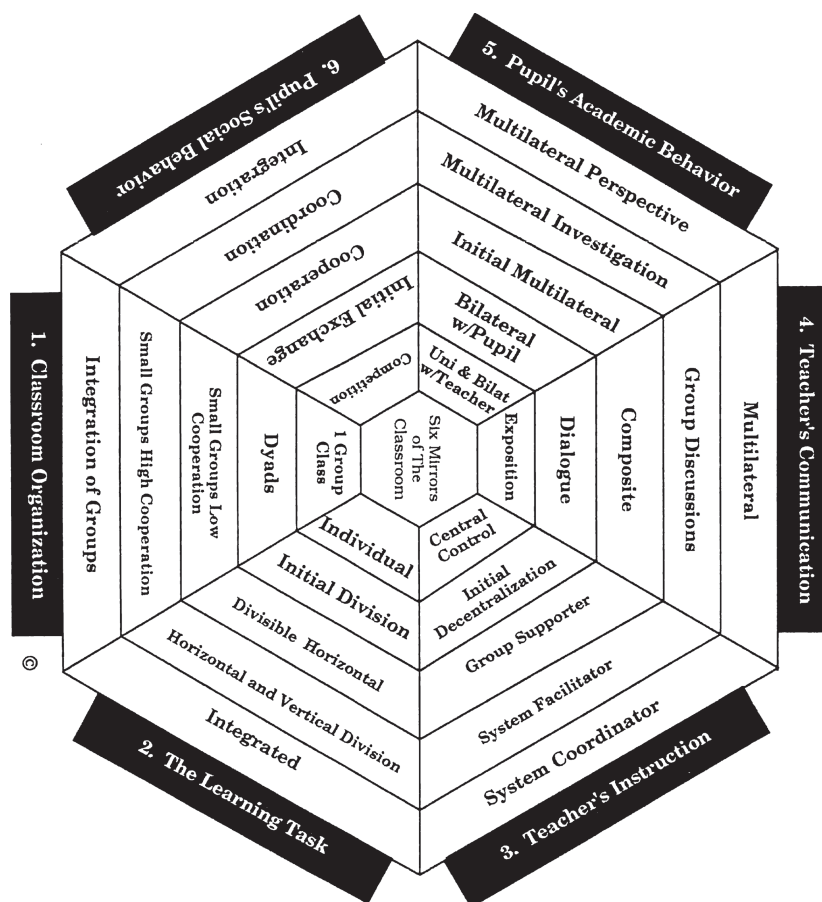 Six Mirrors
of The
Classroom
1. Classroom Organization
1 Group
Class
Dyads
Small Groups Low
Cooperation
Small Groups High Cooperation
Integration of Groups
2. The Learning Task
Individual
Initial Division
Divisible Horizontal
Horizontal and Vertical Division
Integrated
3. Teacher's Instruction
Central
Control
Initial
Decentralization
Group Supporter
System Facilitator
System Coordinator
4. Teacher's Communication
Exposition
Dialogue
Composite
Group Discussions
Multilateral
5. Pupil's Academic Behavior
Uni & Bilat
w/Teacher
Bilateral
w/Pupil
Initial Multilateral
Multilateral Investigation
Multilateral Perspective
6. Pupil's Social Behavior
Competition
Initial Exchange
Cooperation
Coordination
Integration
©